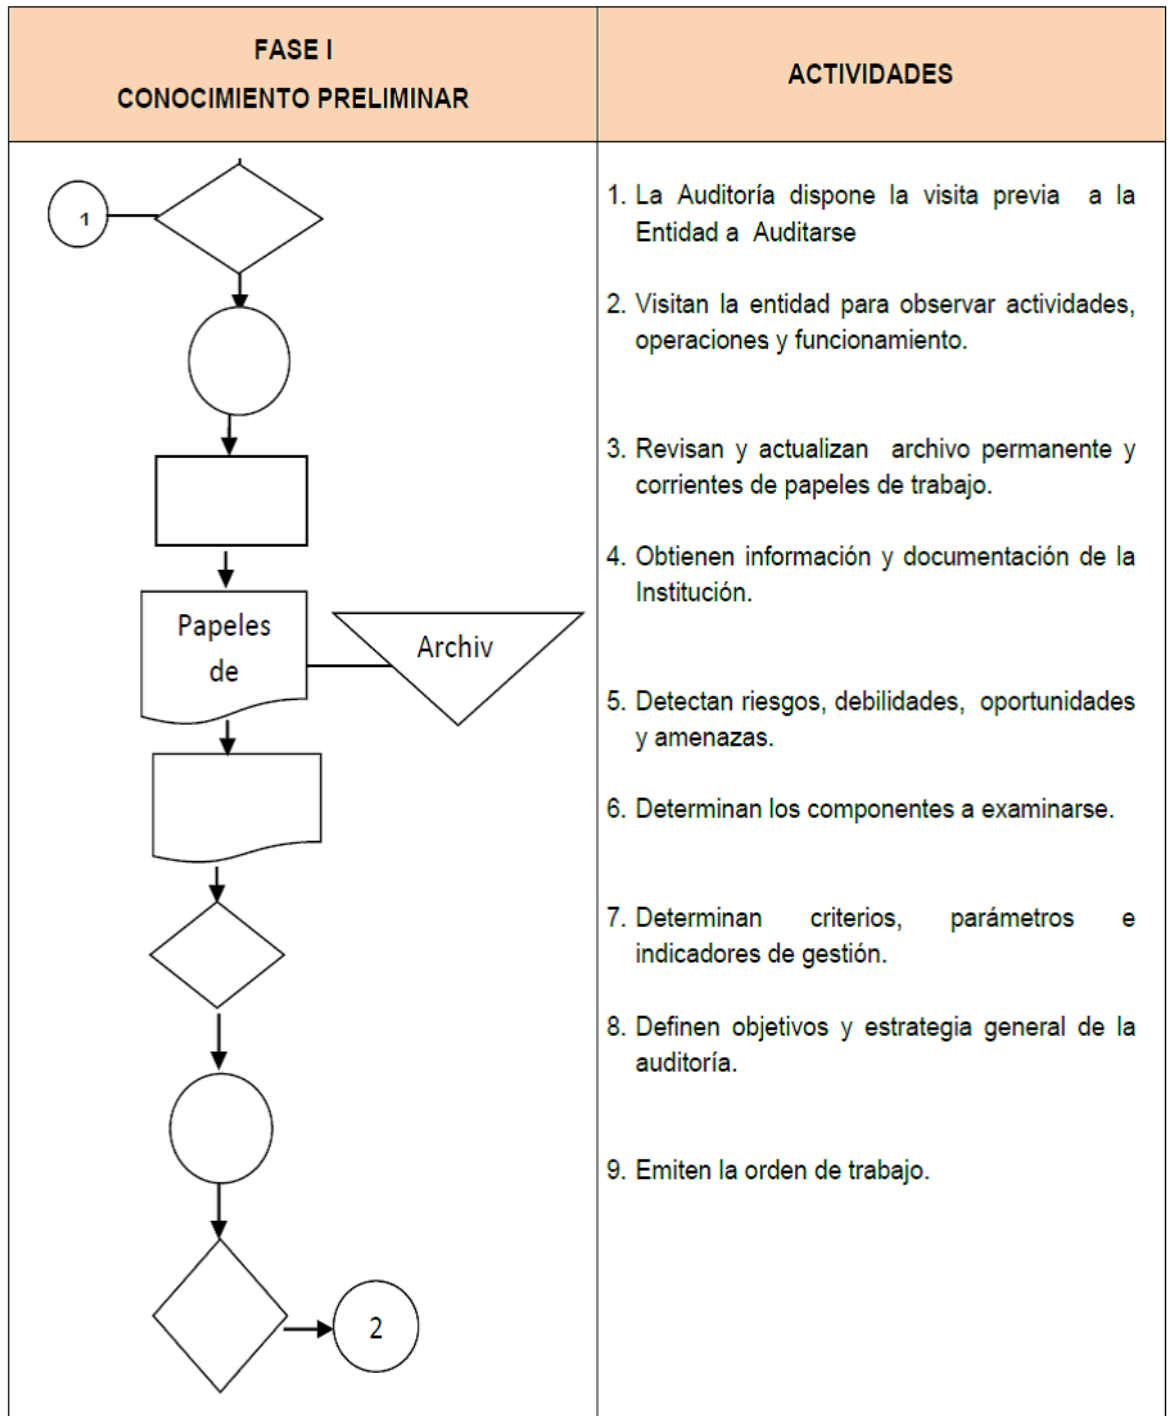 FASE I
CONOCIMIENTO PRELIMINAR
ACTIVIDADES
1
Papeles
de
Archiv
2
1. La Auditoría dispone la visita previa a la
Entidad a Auditarse
2. Visitan la entidad para observar actividades,
operaciones y funcionamiento.
3. Revisan y actualizan archivo permanente y
corrientes de papeles de trabajo.
4. Obtienen información y documentación de la
Institución.
5. Detectan riesgos, debilidades, oportunidades
y amenazas.
6. Determinan los componentes a examinarse.
7. Determinan criterios, parámetros e
indicadores de gestión.
8. Definen objetivos y estrategia general de la
auditoría.
9. Emiten la orden de trabajo.